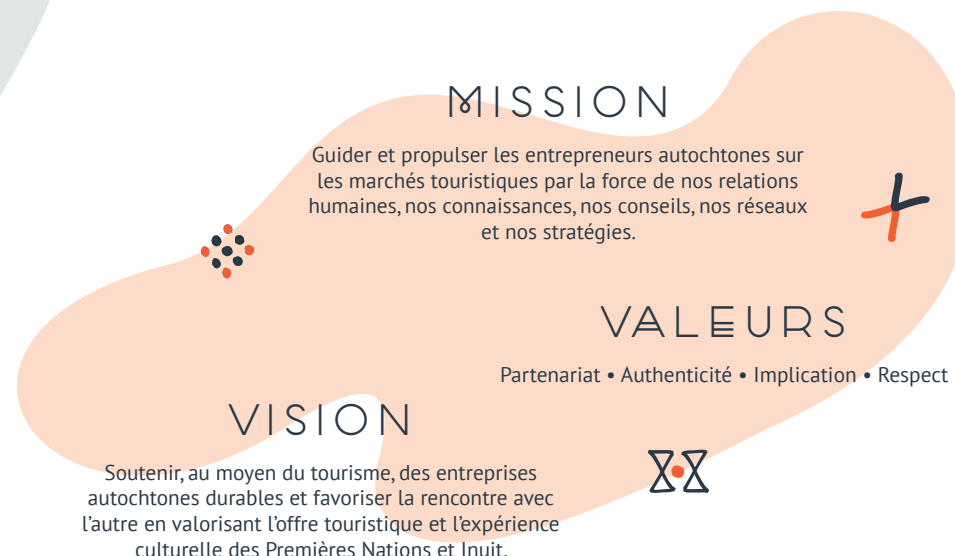 MISSION
Guider et propulser les entrepreneurs autochtones sur
les marchés touristiques par la force de nos relations
humaines, nos connaissances, nos conseils, nos réseaux
et nos stratégies.
VALEURS
Partenariat • Authenticité • Implication • Respect
VISION
Soutenir, au moyen du tourisme, des entreprises
autochtones durables et favoriser la rencontre avec
l’autre en valorisant l’offre touristique et l’expérience
culturelle des Premières Nations et Inuit.